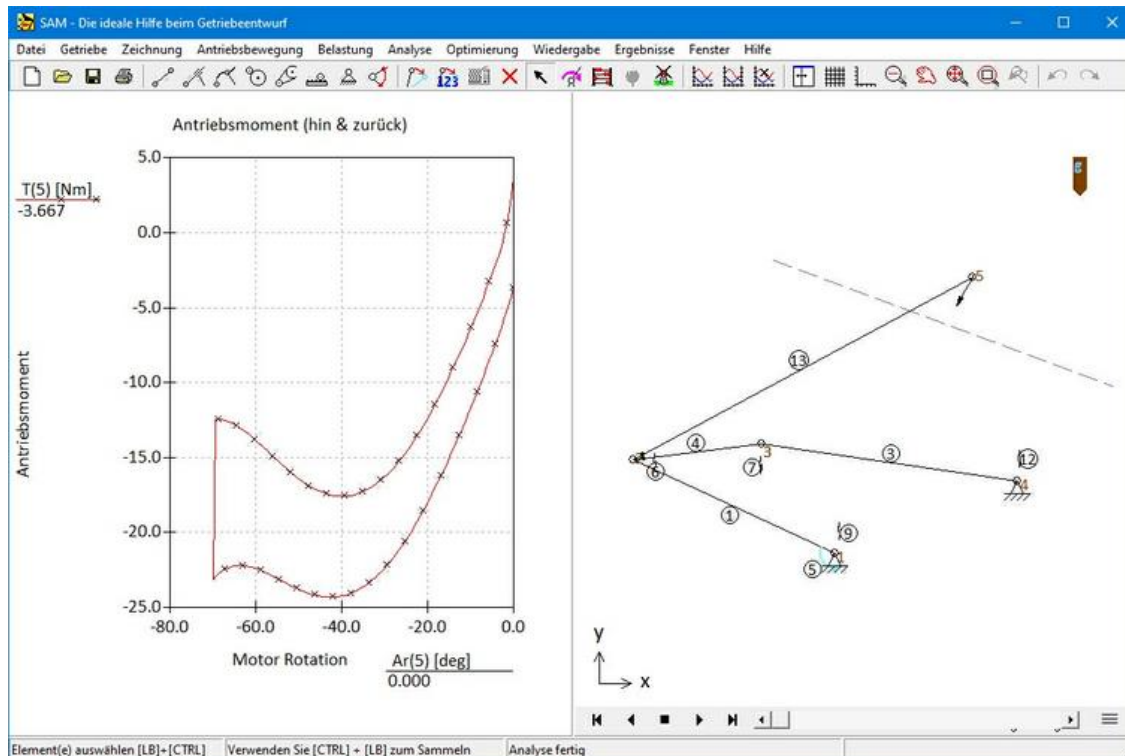 SAM - Die ideale Hilfe beim Getriebeentwurf
Datei Getriebe Zeichnung Antriebsbewegung Belastung Analyse Optimierung Wiedergabe Ergebnisse Fenster Hilfe
123
Antriebsmoment (hin & zurück)
T(5) [Nm]
-3.667
5.0
0.0
-5.0
-10.0
-15.0
-20.0
-25.0
Antriebsmoment
-80.0 -60.0 -40.0 -20.0 0.0
Motor Rotation
Ar(5) [deg]
0.000
5
13
4
3
3
6
7
12
4
1
9
1
5
y
x
Element(e) auswählen [LB]+[CTRL] Verwenden Sie [CTRL] + [LB] zum Sammeln Analyse fertig